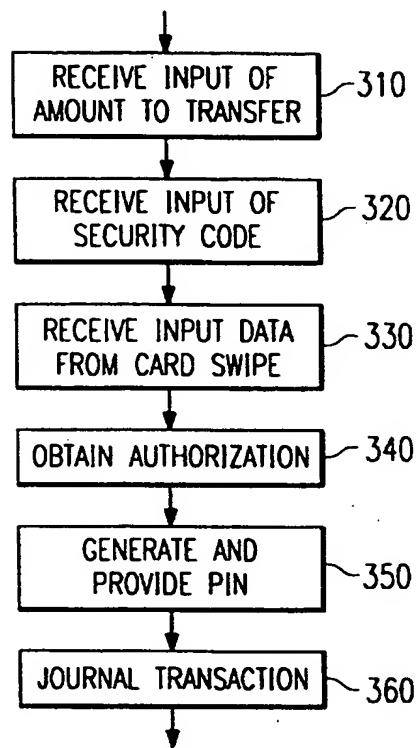 RECEIVE INPUT OF
AMOUNT TO TRANSFER
310
RECEIVE INPUT OF
SECURITY CODE
320
RECEIVE INPUT DATA
FROM CARD SWIPE
330
OBTAIN AUTHORIZATION
340
GENERATE AND
PROVIDE PIN
350
JOURNAL TRANSACTION
360